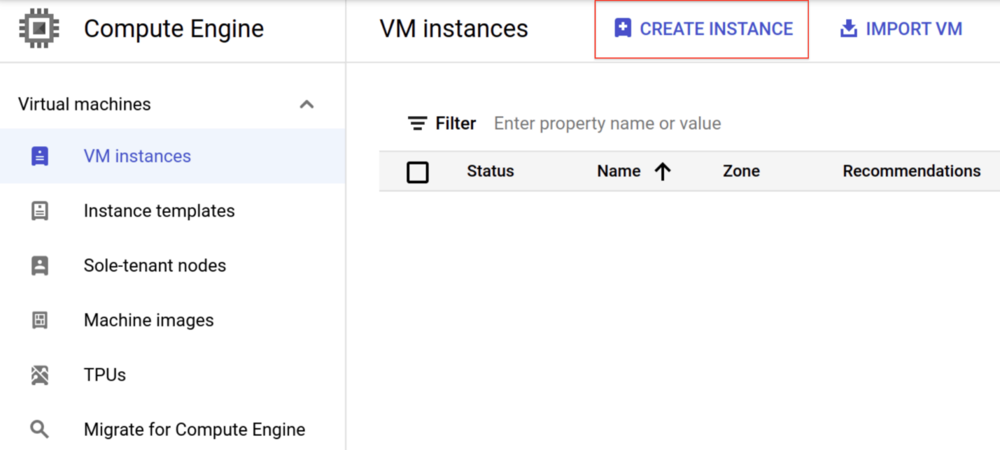 Compute Engine
VM instances
CREATE INSTANCE
IMPORT VM
Virtual machines
VM instances
Instance templates
Sole-tenant nodes
Machine images
TPUs
Migrate for Compute Engine
Filter Enter property name or value
Status Name Zone Recommendations